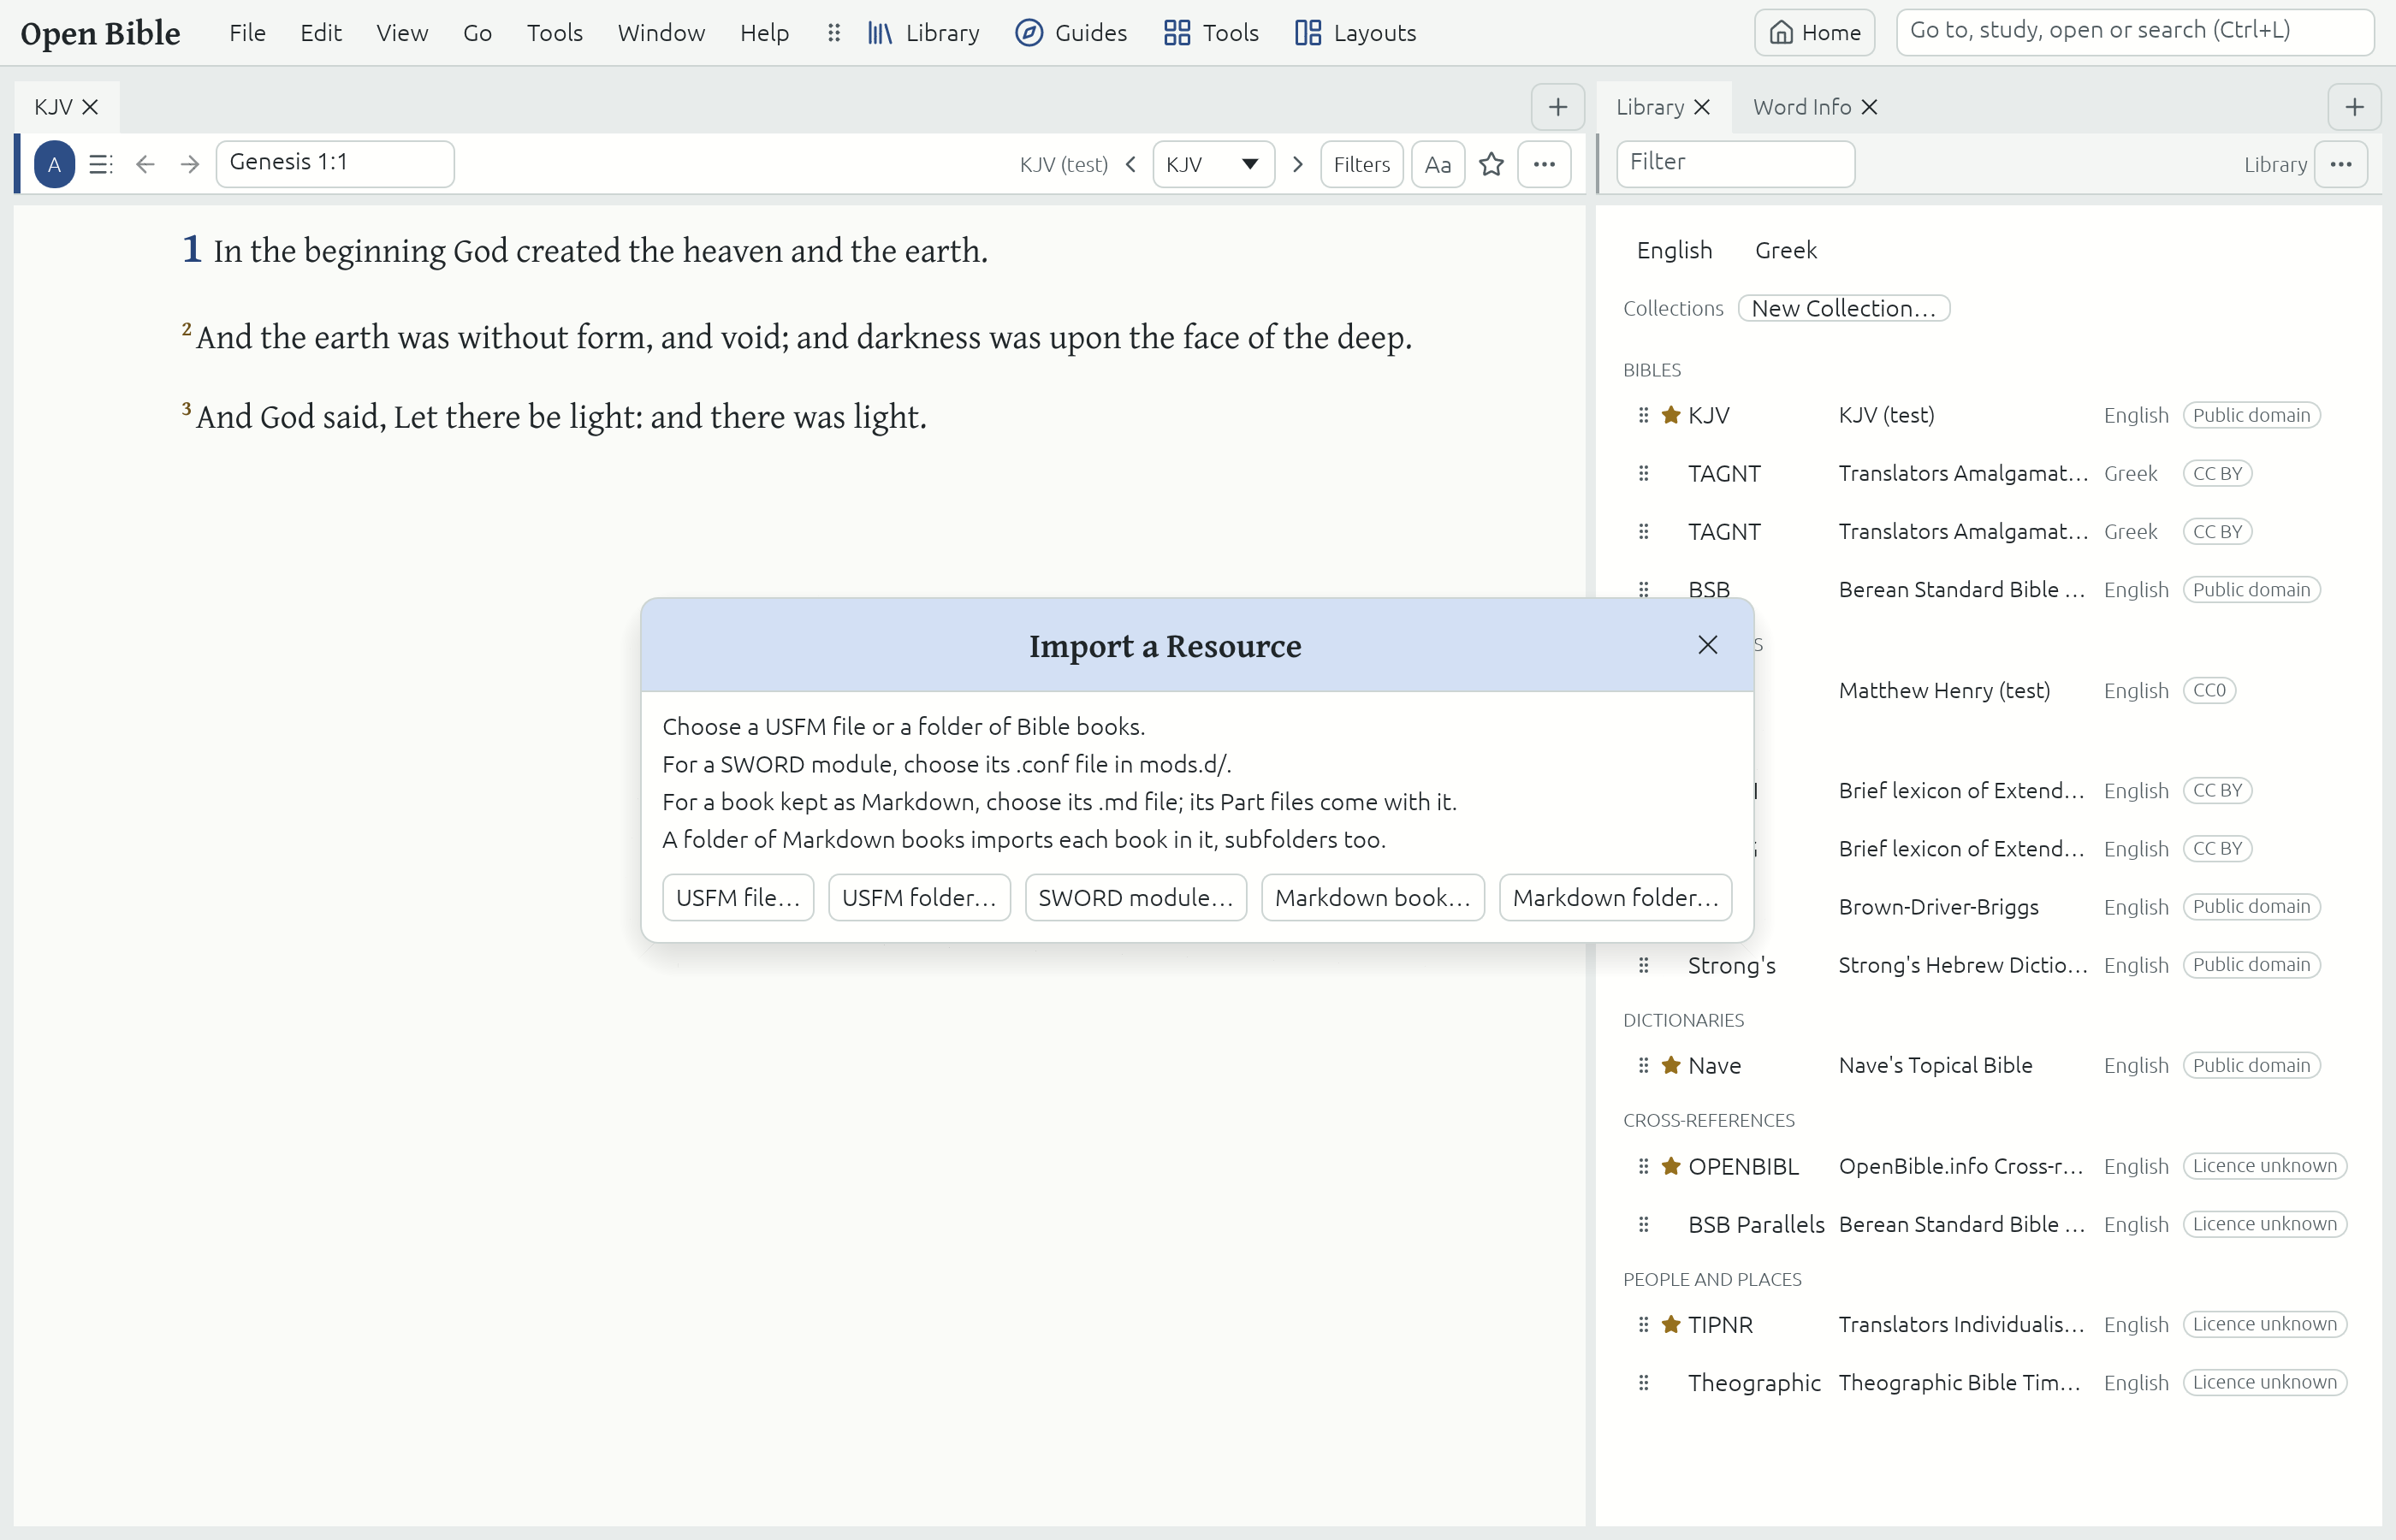 Open Bible File Edit View Go Tools Window Help Library Guides Tools Layouts Home Go to, study, open or search (Ctrl+L)
KJV
Library Word Info
A Genesis 1:1 KJV (test) KJV Filters Aa
Filter Library
1 In the beginning God created the heaven and the earth.
2 And the earth was without form, and void; and darkness was upon the face of the deep.
3 And God said, Let there be light: and there was light.
English Greek
Collections New Collection…
BIBLES
KJV KJV (test) English Public domain
TAGNT Translators Amalgamat… Greek CC BY
TAGNT Translators Amalgamat… Greek CC BY
BSB Berean Standard Bible … English Public domain
Matthew Henry (test) English CC0
Brief lexicon of Extend… English CC BY
Brief lexicon of Extend… English CC BY
Brown-Driver-Briggs English Public domain
Strong's Strong's Hebrew Dictio… English Public domain
DICTIONARIES
Nave Nave's Topical Bible English Public domain
CROSS-REFERENCES
OPENBIBL OpenBible.info Cross-r… English Licence unknown
BSB Parallels Berean Standard Bible … English Licence unknown
PEOPLE AND PLACES
TIPNR Translators Individualis… English Licence unknown
Theographic Theographic Bible Tim… English Licence unknown
Import a Resource
Choose a USFM file or a folder of Bible books.
For a SWORD module, choose its .conf file in mods.d/.
For a book kept as Markdown, choose its .md file; its Part files come with it.
A folder of Markdown books imports each book in it, subfolders too.
USFM file… USFM folder… SWORD module… Markdown book… Markdown folder…